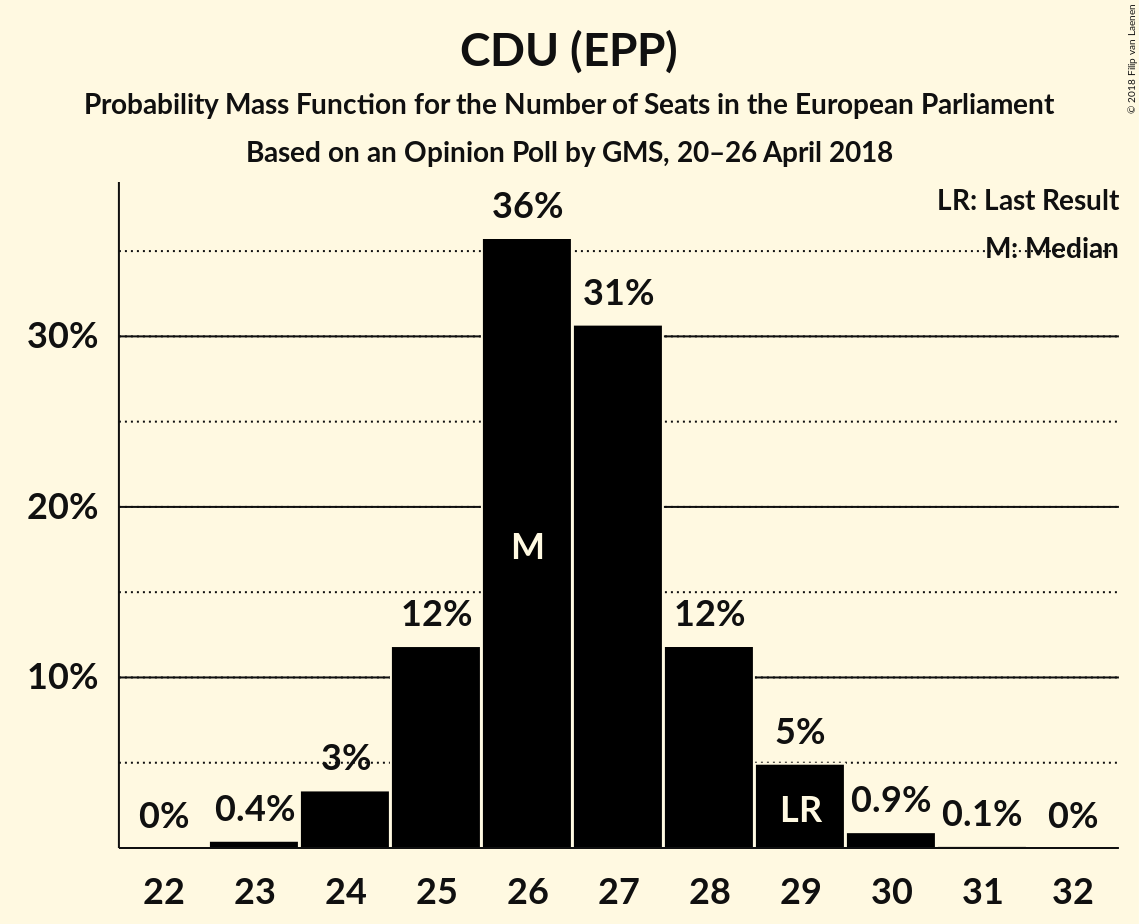 CDU (EPP)
Probability Mass Function for the Number of Seats in the European Parliament
Based on an Opinion Poll by GMS, 20–26 April 2018
© 2018 Filip van Laenen
LR: Last Result
M: Median
36%
31%
30%
20%
M
12%
12%
10%
5%
3%
0%
0.4%
LR
0.9%
0.1%
0%
22 23 24 25 26 27 28 29 30 31 32